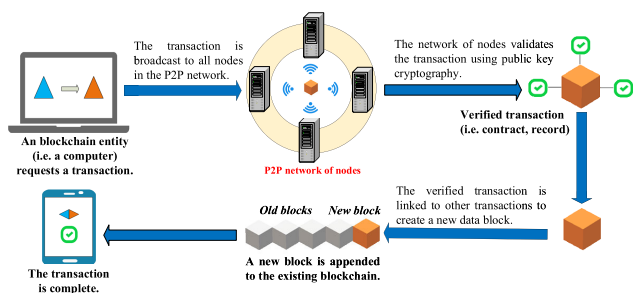 The transaction is
broadcast to all nodes
in the P2P network.
The network of nodes validates
the transaction using public key
cryptography.
An blockchain entity
(i.e. a computer)
requests a transaction.
P2P network of nodes
Verified transaction
(i.e. contract, record)
The verified transaction is
linked to other transactions to
create a new data block.
Old blocks
New block
A new block is appended
to the existing blockchain.
The transaction
is complete.